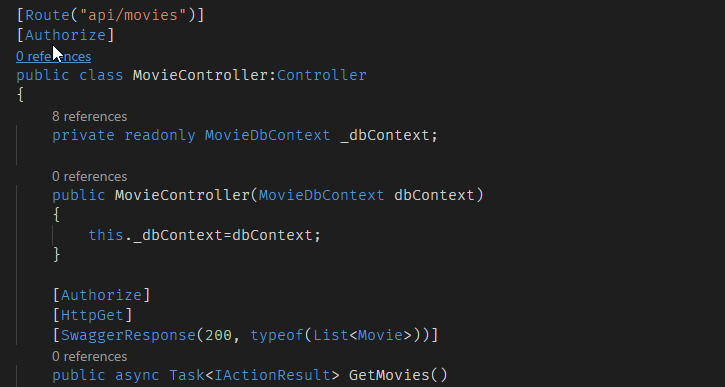 [Route("api/movies")]
[Authorize]
0 references
public class MovieController:Controller
{
8 references
private readonly MovieDbContext _dbContext;
0 references
public MovieController(MovieDbContext dbContext)
{
this._dbContext=dbContext;
}
[Authorize]
[HttpGet]
[SwaggerResponse(200, typeof(List<Movie>))]
0 references
public async Task<IActionResult> GetMovies()